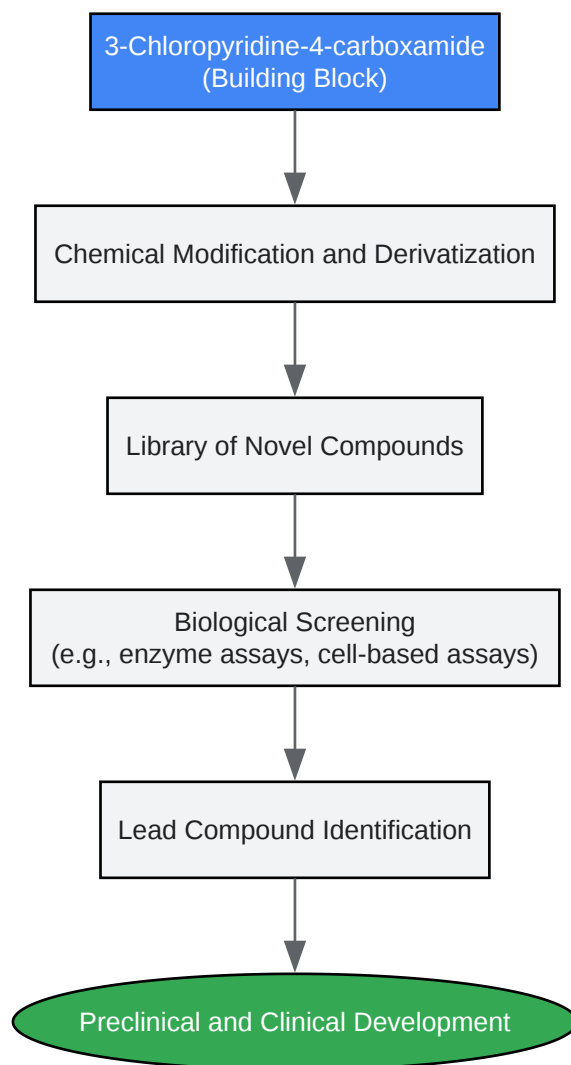 3-Chloropyridine-4-carboxamide
(Building Block)
Chemical Modification and Derivatization
Library of Novel Compounds
Biological Screening
(e.g., enzyme assays, cell-based assays)
Lead Compound Identification
Preclinical and Clinical Development